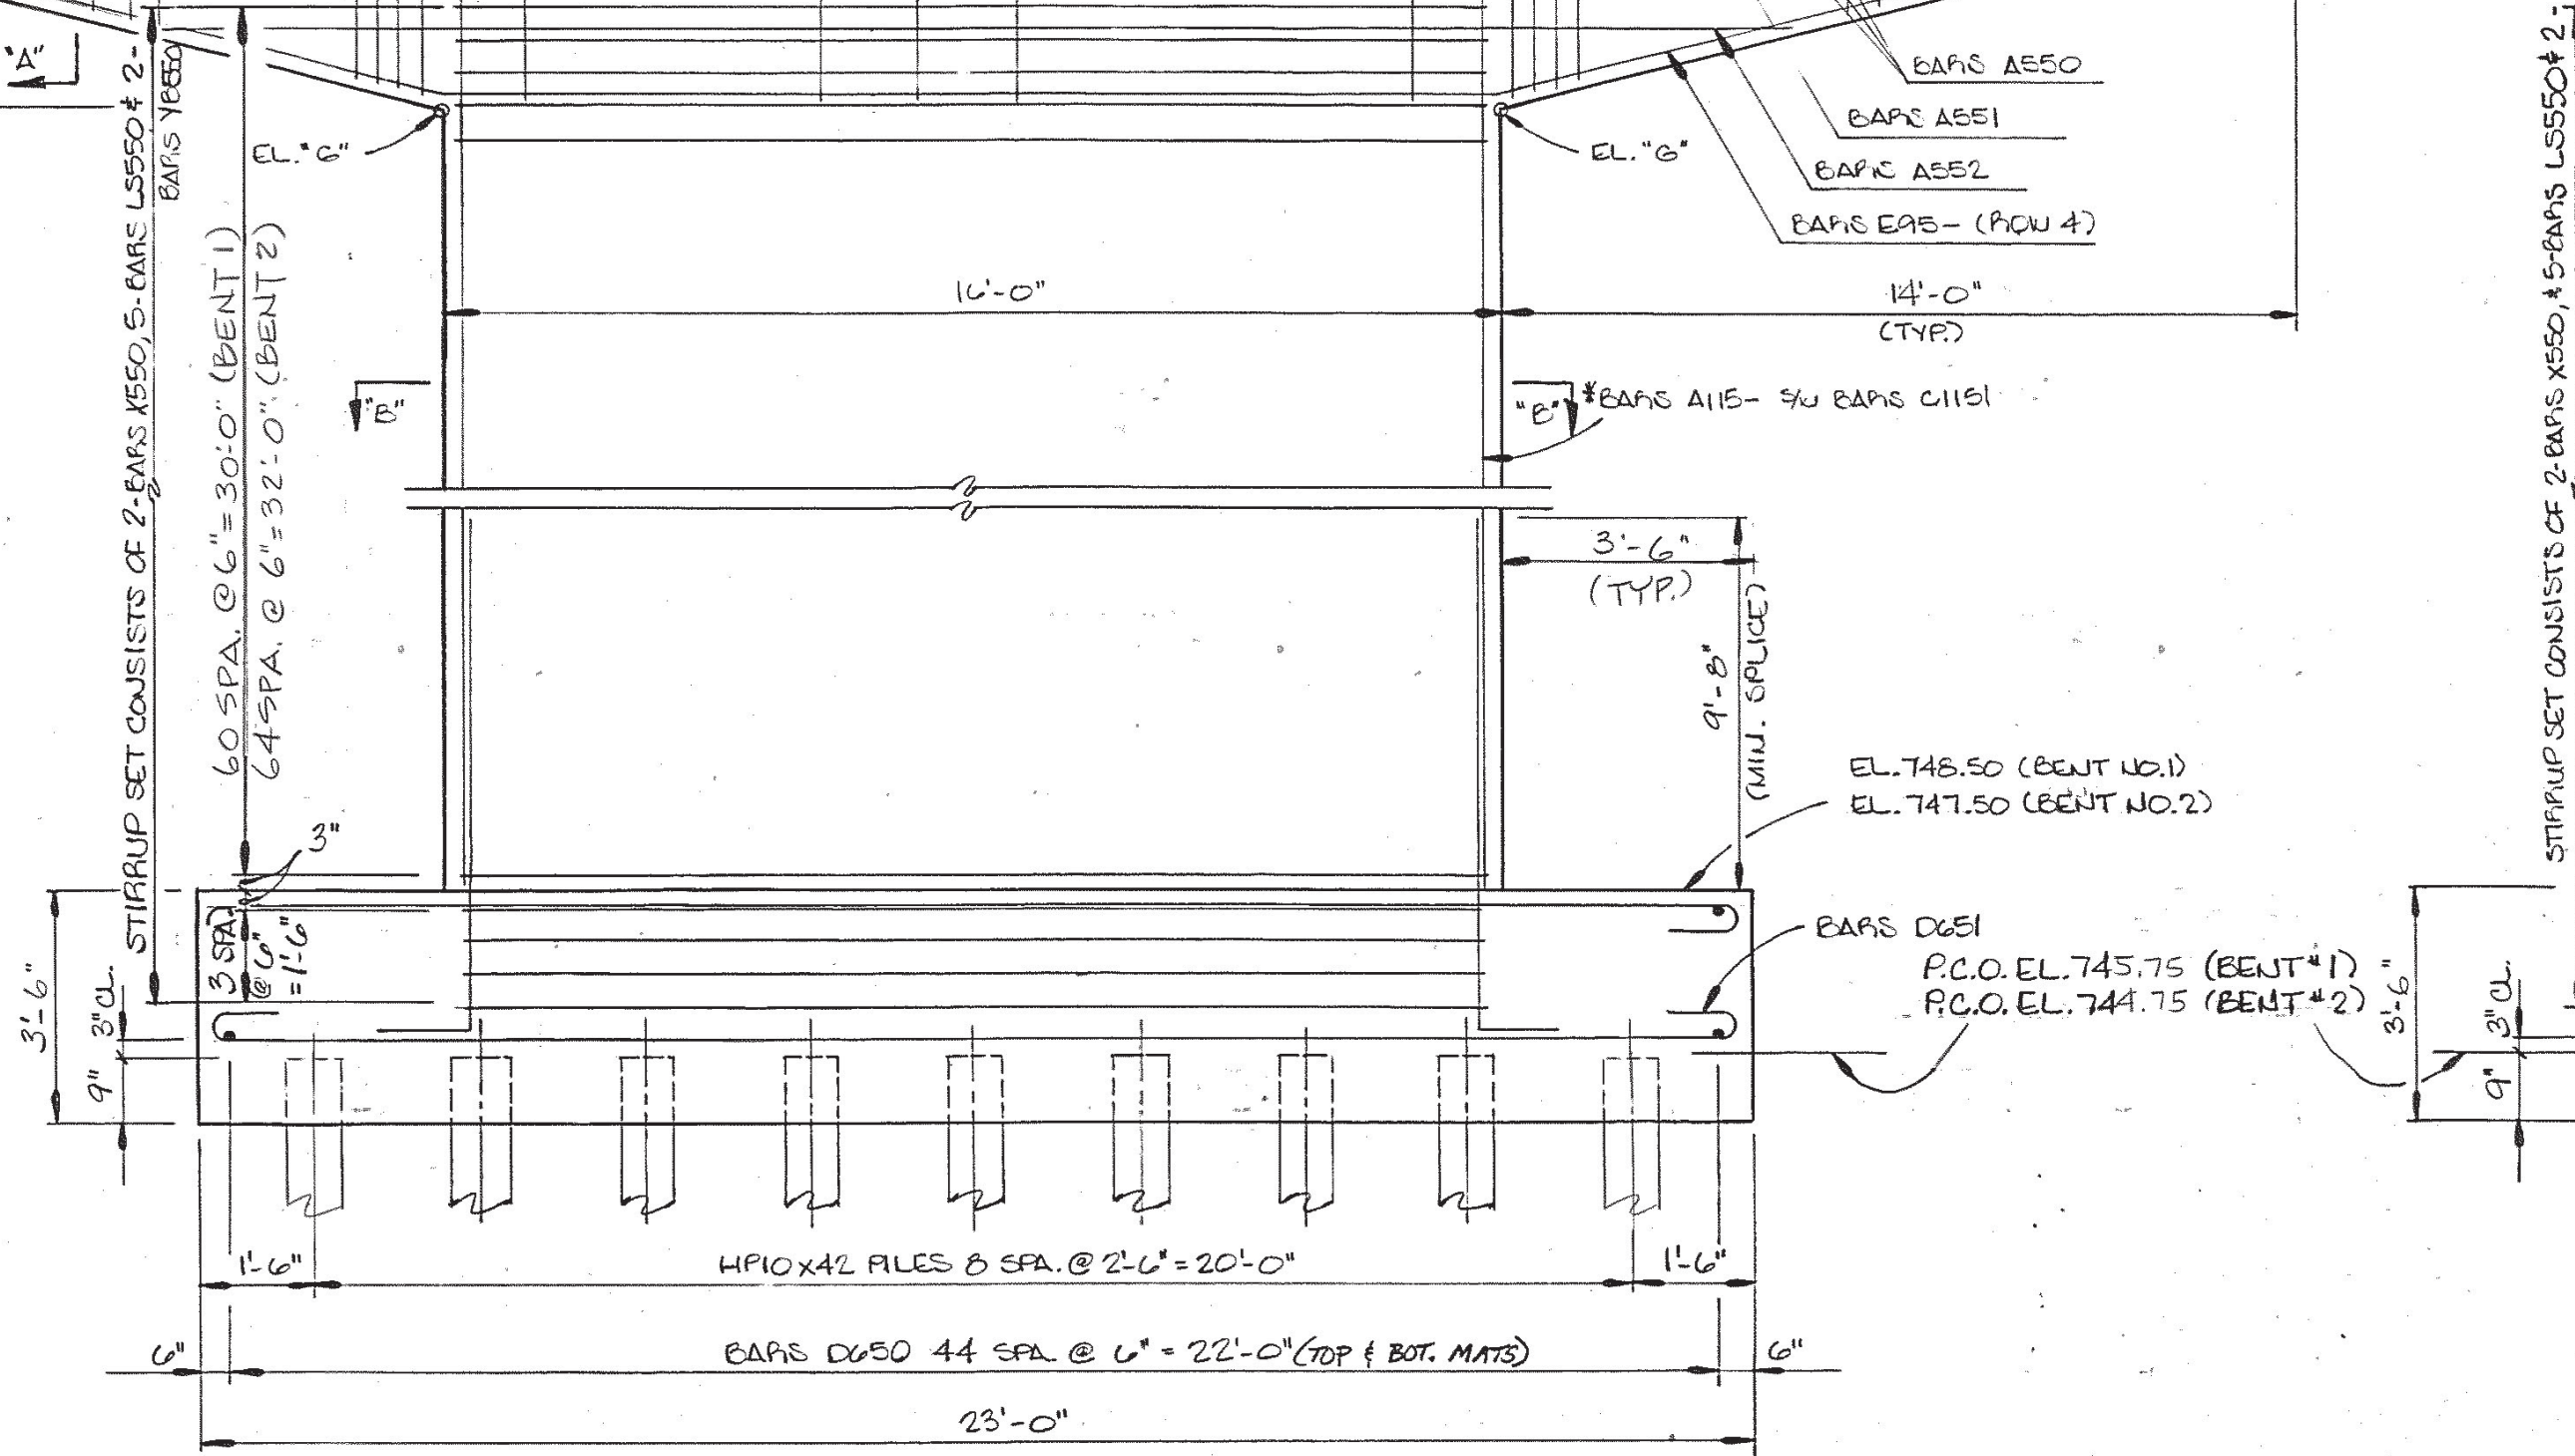 "A"
STIRRUP SET CONSISTS OF 2-BARS X550, 5-BARS LS550 & 2-
BARS YB550
EL. "G"
60 SPA. @ 6" = 30'-0" (BENT 1)
64 SPA. @ 6" = 32'-0" (BENT 2)
BARS A550
BARS A551
BARS A552
BARS E95- (ROW 4)
EL. "G"
16'-0"
14'-0"
(TYP.)
"B"
"B"
*BARS A115- S/W BARS C1151
3'-6"
(TYP.)
9'-8"
(MIN. SPLICE)
EL. 748.50 (BENT NO.1)
EL. 747.50 (BENT NO.2)
3"
3 SPA.
@ 6"
= 1'-6"
3'-6"
3" CL.
9"
BARS D651
P.C.O. EL. 745.75 (BENT #1)
P.C.O. EL. 744.75 (BENT #2)
3'-6"
3" CL.
9"
STIRRUP SET CONSISTS OF 2-BARS X550, & 5-BARS LS550 & 2-
1'-6"
HP10x42 PILES 8 SPA. @ 2'-6" = 20'-0"
1'-6"
6"
BARS D650 44 SPA. @ 6" = 22'-0" (TOP & BOT. MATS)
6"
23'-0"